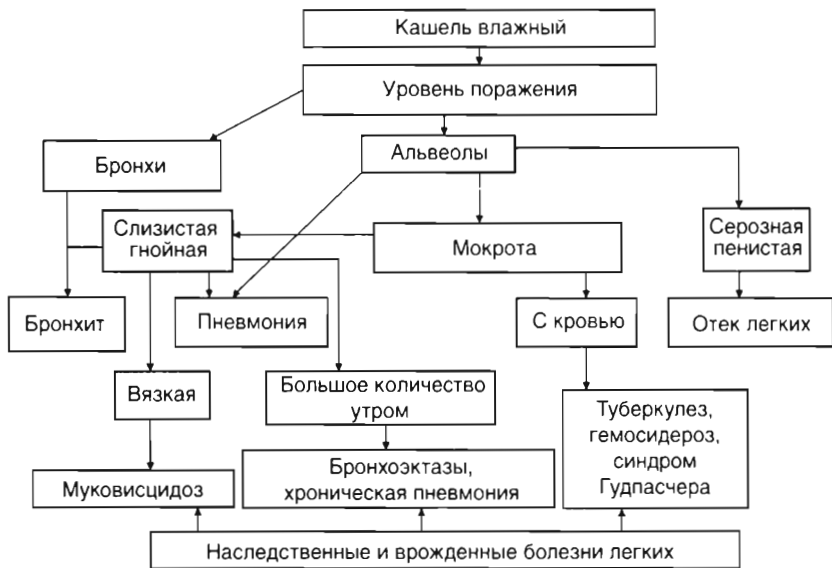 Кашель влажный
Уровень поражения
Бронхи
Альвеолы
Слизистая
гнойная
Мокрота
Серозная
пенистая
Бронхит
Пневмония
С кровью
Отек легких
Вязкая
Большое количество
утром
Туберкулез,
гемосидероз,
синдром
Гудпасчера
Муковисцидоз
Бронхоэктазы,
хроническая пневмония
Наследственные и врожденные болезни легких